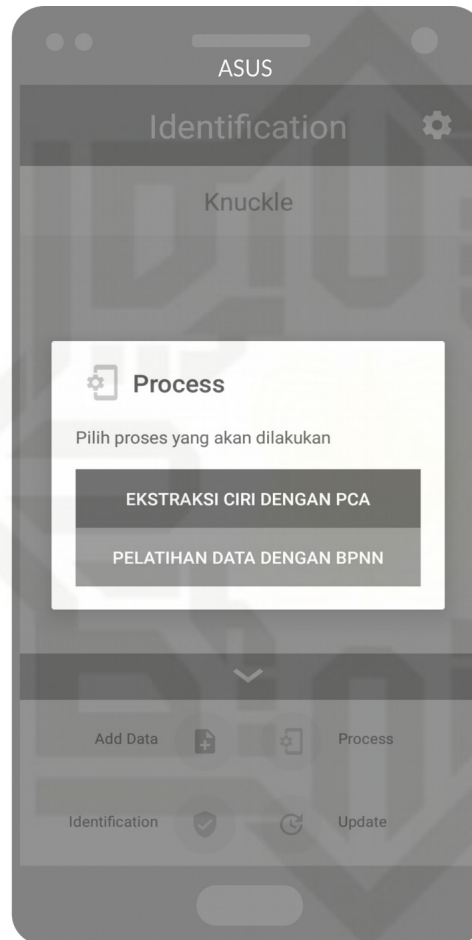 ASUS
Identification
Knuckle
Process
Pilih proses yang akan dilakukan
EKSTRAKSI CIRI DENGAN PCA
PELATIHAN DATA DENGAN BPNN
Add Data
Process
Identification
Update